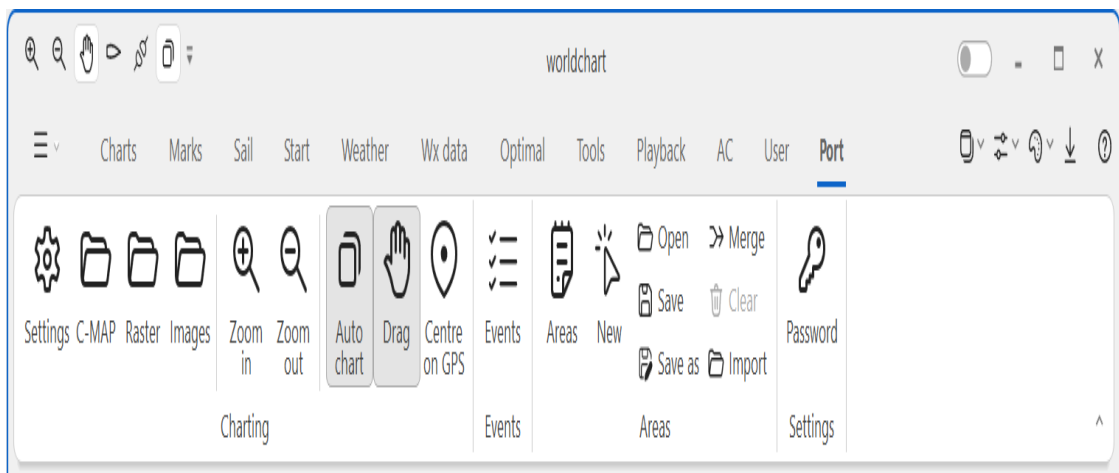 worldchart
Charts Marks Sail Start Weather Wx data Optimal Tools Playback AC User Port
Settings C-MAP Raster Images Zoom in Zoom out Auto chart Drag Centre on GPS
Charting
Events
Events
Areas New
Open Merge
Save Clear
Save as Import
Areas
Password
Settings